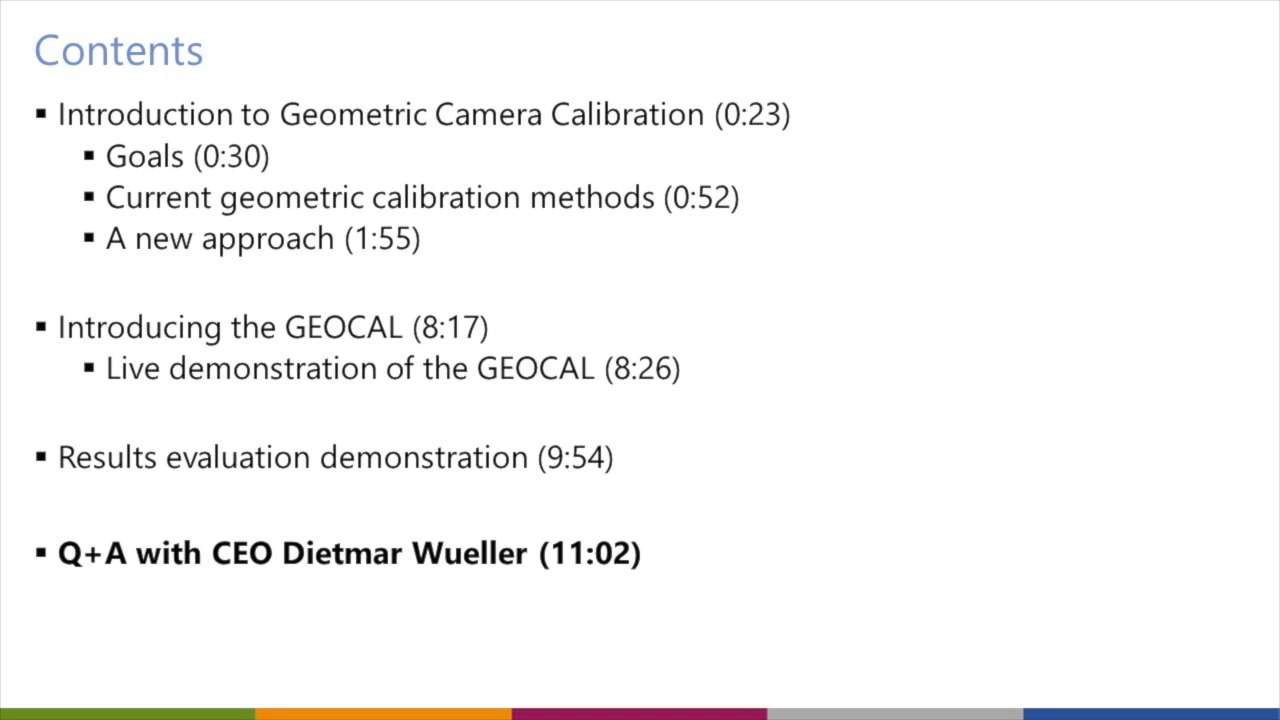 Contents
▪ Introduction to Geometric Camera Calibration (0:23)
▪ Goals (0:30)
▪ Current geometric calibration methods (0:52)
▪ A new approach (1:55)
▪ Introducing the GEOCAL (8:17)
▪ Live demonstration of the GEOCAL (8:26)
▪ Results evaluation demonstration (9:54)
▪ Q+A with CEO Dietmar Wueller (11:02)